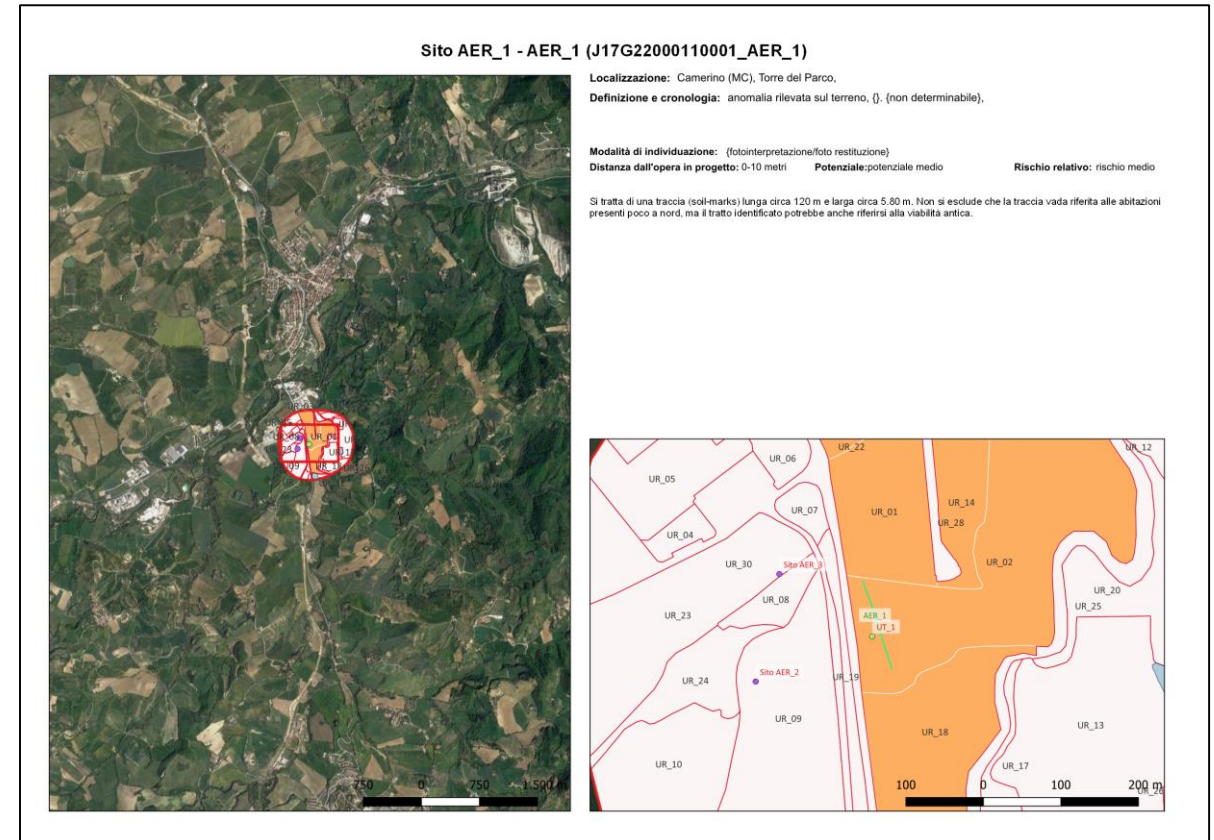 Sito AER_1 - AER_1 (J17G22000110001_AER_1)
Localizzazione: Camerino (MC), Torre del Parco,
Definizione e cronologia: anomalia rilevata sul terreno, {}. {non determinabile},
Modalità di individuazione: {fotointerpretazione/foto restituzione}
Distanza dall'opera in progetto: 0-10 metri Potenziale:potenziale medio Rischio relativo: rischio medio
Si tratta di una traccia (soil-marks) lunga circa 120 m e larga circa 5.80 m. Non si esclude che la traccia vada riferita alle abitazioni
presenti poco a nord, ma il tratto identificato potrebbe anche riferirsi alla viabilità antica.
UR_01
750 0 750 1.500 m
UR_22
UR_12
UR_06
UR_05
UR_14
UR_07
UR_01
UR_28
UR_04
UR_30
Sito AER_3
UR_02
UR_20
UR_08
UR_25
UR_23
AER_1
UT_1
Sito AER_2
UR_24
UR_19
UR_09
UR_13
UR_18
UR_10
UR_17
100 0 100 200 m
UR_26